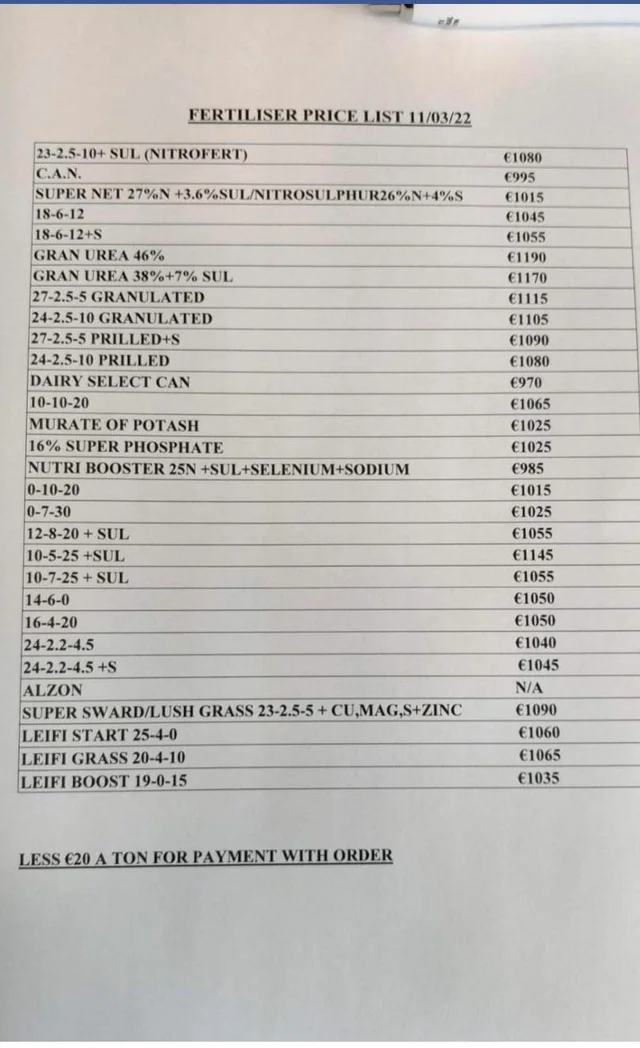 FERTILISER PRICE LIST 11/03/22
23-2.5-10+ SUL (NITROFERT) €1080
C.A.N. €995
SUPER NET 27%N +3.6%SUL/NITROSULPHUR26%N+4%S €1015
18-6-12 €1045
18-6-12+S €1055
GRAN UREA 46% €1190
GRAN UREA 38%+7% SUL €1170
27-2.5-5 GRANULATED €1115
24-2.5-10 GRANULATED €1105
27-2.5-5 PRILLED+S €1090
24-2.5-10 PRILLED €1080
DAIRY SELECT CAN €970
10-10-20 €1065
MURATE OF POTASH €1025
16% SUPER PHOSPHATE €1025
NUTRI BOOSTER 25N +SUL+SELENIUM+SODIUM €985
0-10-20 €1015
0-7-30 €1025
12-8-20 + SUL €1055
10-5-25 +SUL €1145
10-7-25 + SUL €1055
14-6-0 €1050
16-4-20 €1050
24-2.2-4.5 €1040
24-2.2-4.5 +S €1045
ALZON N/A
SUPER SWARD/LUSH GRASS 23-2.5-5 + CU,MAG,S+ZINC €1090
LEIFI START 25-4-0 €1060
LEIFI GRASS 20-4-10 €1065
LEIFI BOOST 19-0-15 €1035
LESS €20 A TON FOR PAYMENT WITH ORDER